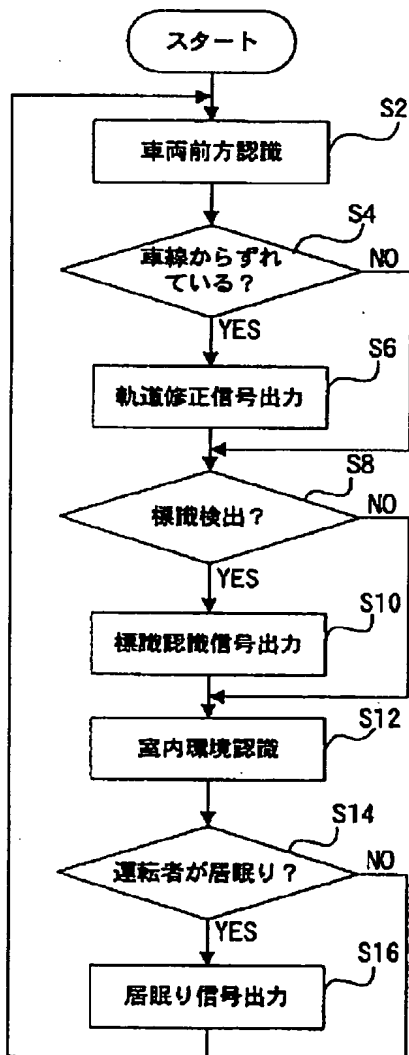 スタート
S2
車両前方認識
S4
車線からずれ
ている?
NO
YES
S6
軌道修正信号出力
S8
標識検出?
NO
YES
S10
標識認識信号出力
S12
室内環境認識
S14
運転者が居眠り?
NO
YES
S16
居眠り信号出力